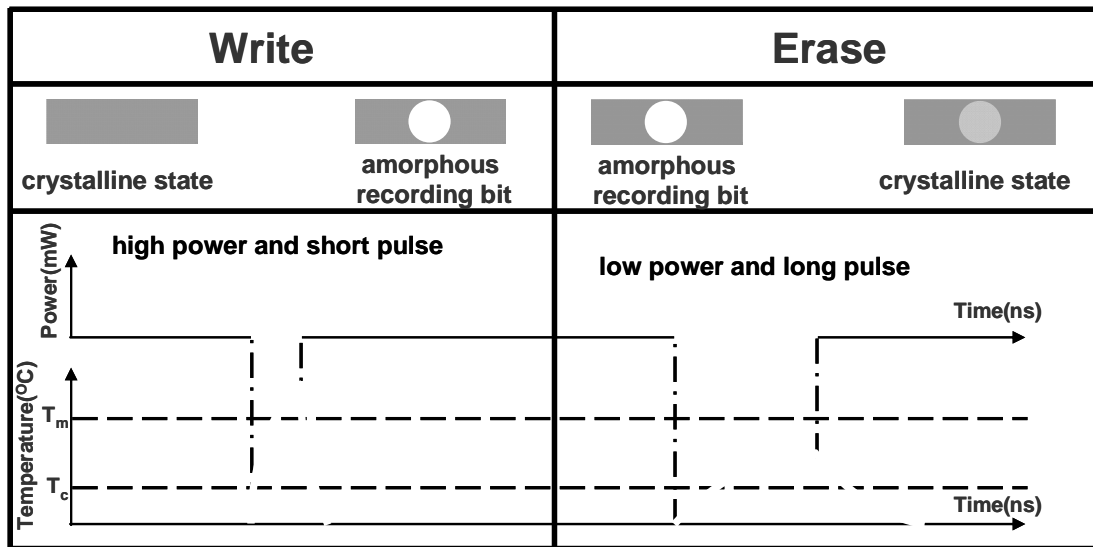 Write
Erase
crystalline state
amorphous
recording bit
amorphous
recording bit
crystalline state
high power and short pulse
low power and long pulse
Power(mW)
Time(ns)
Temperature(⁰C)
Tm
Tc
Time(ns)